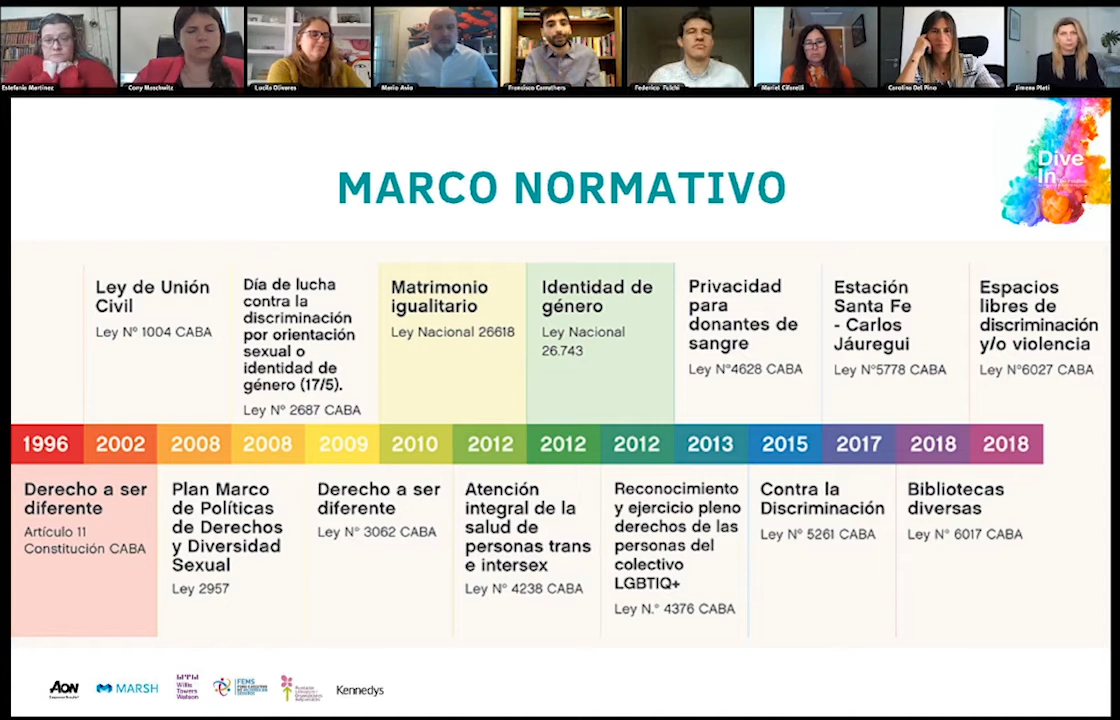 Estefanía Martinez
Cony Moschwitz
Lucila Olivares
Mario Avio
Francisco Carruthers
Federico Fulchi
Mariel Cifarelli
Carolina Del Pino
Jimena Plati
Dive
In
MARCO NORMATIVO
Ley de Unión
Civil
Ley Nº 1004 CABA
Día de lucha
contra la
discriminación
por orientación
sexual o
identidad de
género (17/5).
Ley Nº 2687 CABA
Matrimonio
igualitario
Ley Nacional 26618
Identidad de
género
Ley Nacional
26.743
Privacidad
para
donantes de
sangre
Ley N°4628 CABA
Estación
Santa Fe
- Carlos
Jáuregui
Ley N°5778 CABA
Espacios
libres de
discriminación
y/o violencia
Ley N°6027 CABA
1996 2002 2008 2008 2009 2010 2012 2012 2012 2013 2015 2017 2018 2018
Derecho a ser
diferente
Artículo 11
Constitución CABA
Plan Marco
de Políticas
de Derechos
y Diversidad
Sexual
Ley 2957
Derecho a ser
diferente
Ley Nº 3062 CABA
Atención
integral de la
salud de
personas trans
e intersex
Ley Nº 4238 CABA
Reconocimiento
y ejercicio pleno
derechos de las
personas del
colectivo
LGBTIQ+
Ley N.° 4376 CABA
Contra la
Discriminación
Ley Nº 5261 CABA
Bibliotecas
diversas
Ley Nº 6017 CABA
AON
MARSH
Willis
Towers
Watson
FEMS
Kennedys